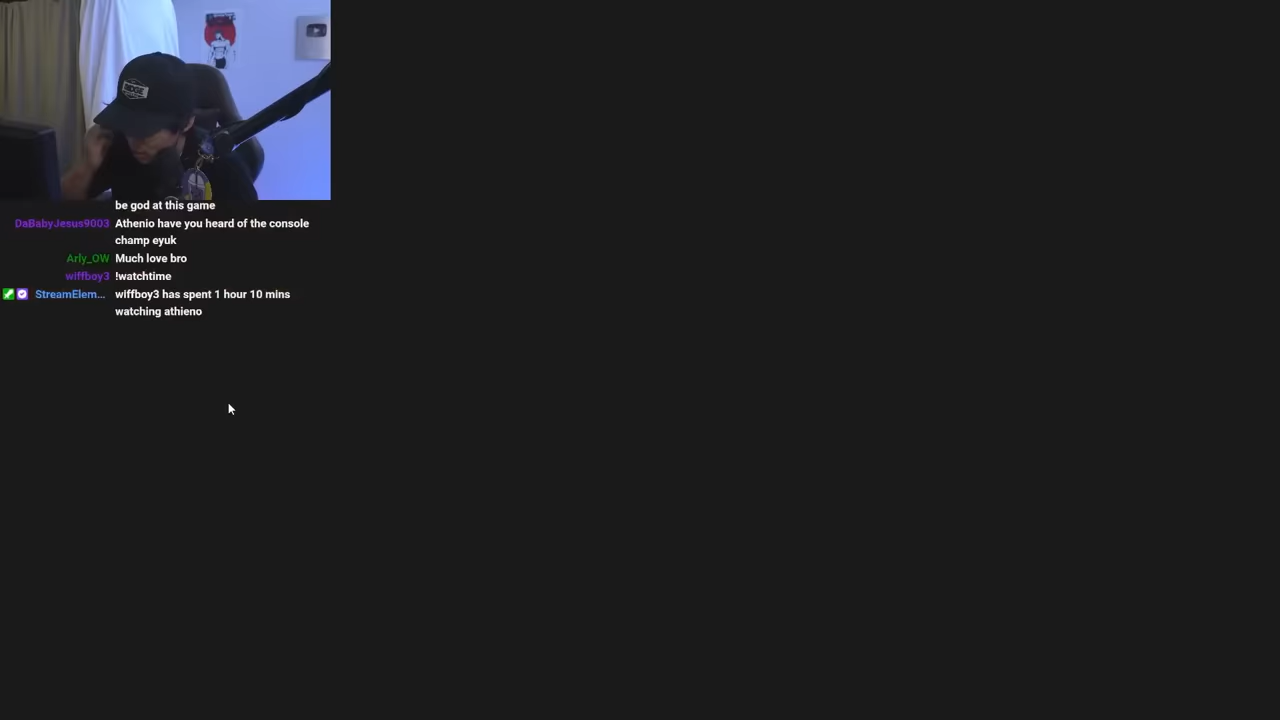 be god at this game
DaBabyJesus9003 Athenio have you heard of the console
champ eyuk
Arly_OW Much love bro
wiffboy3 !watchtime
StreamElem... wiffboy3 has spent 1 hour 10 mins
watching athieno